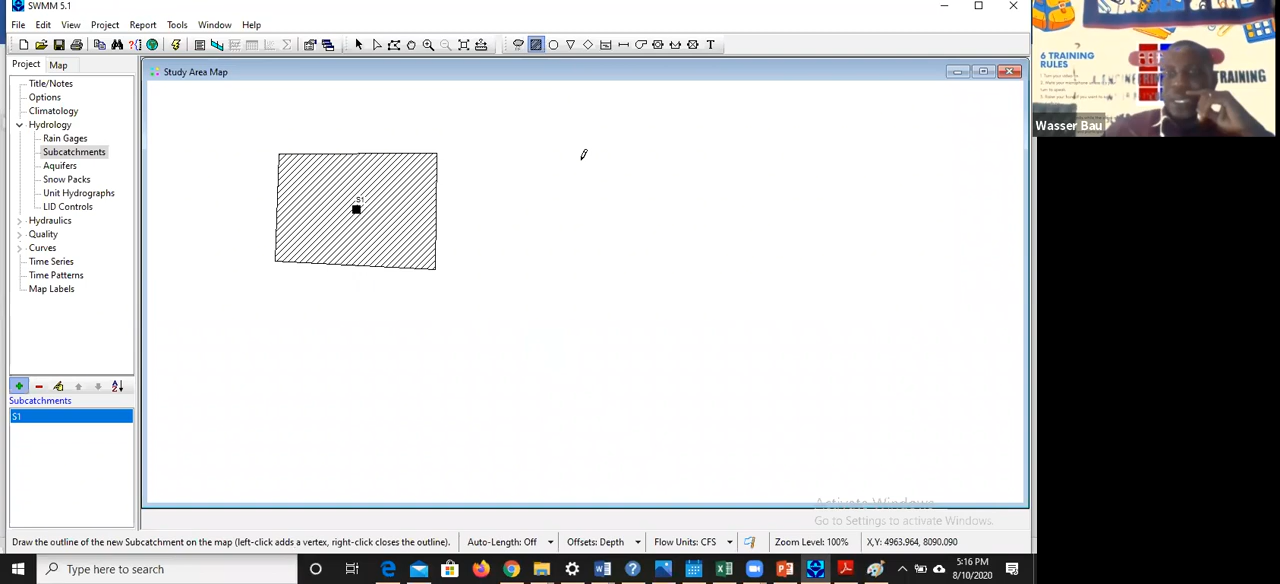 SWMM 5.1
File Edit View Project Report Tools Window Help
Project Map
Title/Notes
Options
Climatology
Hydrology
Rain Gages
Subcatchments
Aquifers
Snow Packs
Unit Hydrographs
LID Controls
Hydraulics
Quality
Curves
Time Series
Time Patterns
Map Labels
Subcatchments
S1
Study Area Map
S1
6 TRAINING
RULES
TRAINING
Wasser Bau
Activate Windows
Go to Settings to activate Windows.
Draw the outline of the new Subcatchment on the map (left-click adds a vertex, right-click closes the outline). Auto-Length: Off Offsets: Depth Flow Units: CFS Zoom Level: 100% X,Y: 4963.964, 8090.090
Type here to search
5:16 PM
8/10/2020